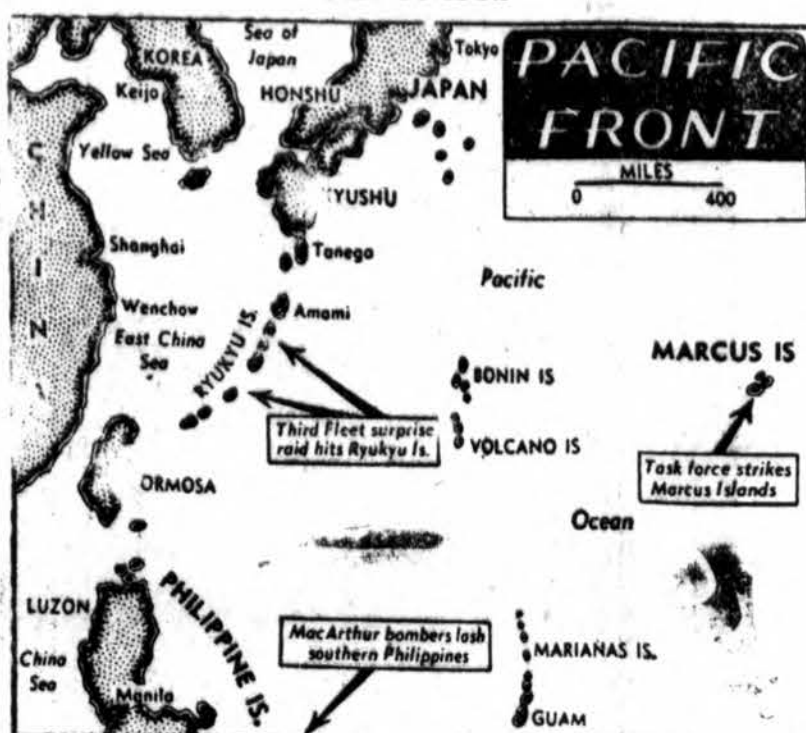 PACIFIC
FRONT
MILES
0 400
KOREA
Sea of
Japan
Tokyo
Keijo
HONSHU
JAPAN
Yellow Sea
YUSHU
CHINA
Shanghai
Tanega
Pacific
Wenchow
Amami
East China
Sea
RYUKYU IS.
MARCUS IS
BONIN IS
Third Fleet surprise
raid hits Ryukyu Is.
VOLCANO IS
Task force strikes
Marcus Islands
ORMOSA
Ocean
LUZON
PHILIPPINE IS.
MacArthur bombers lash
southern Philippines
MARIANAS IS.
China
Sea
Manila
GUAM